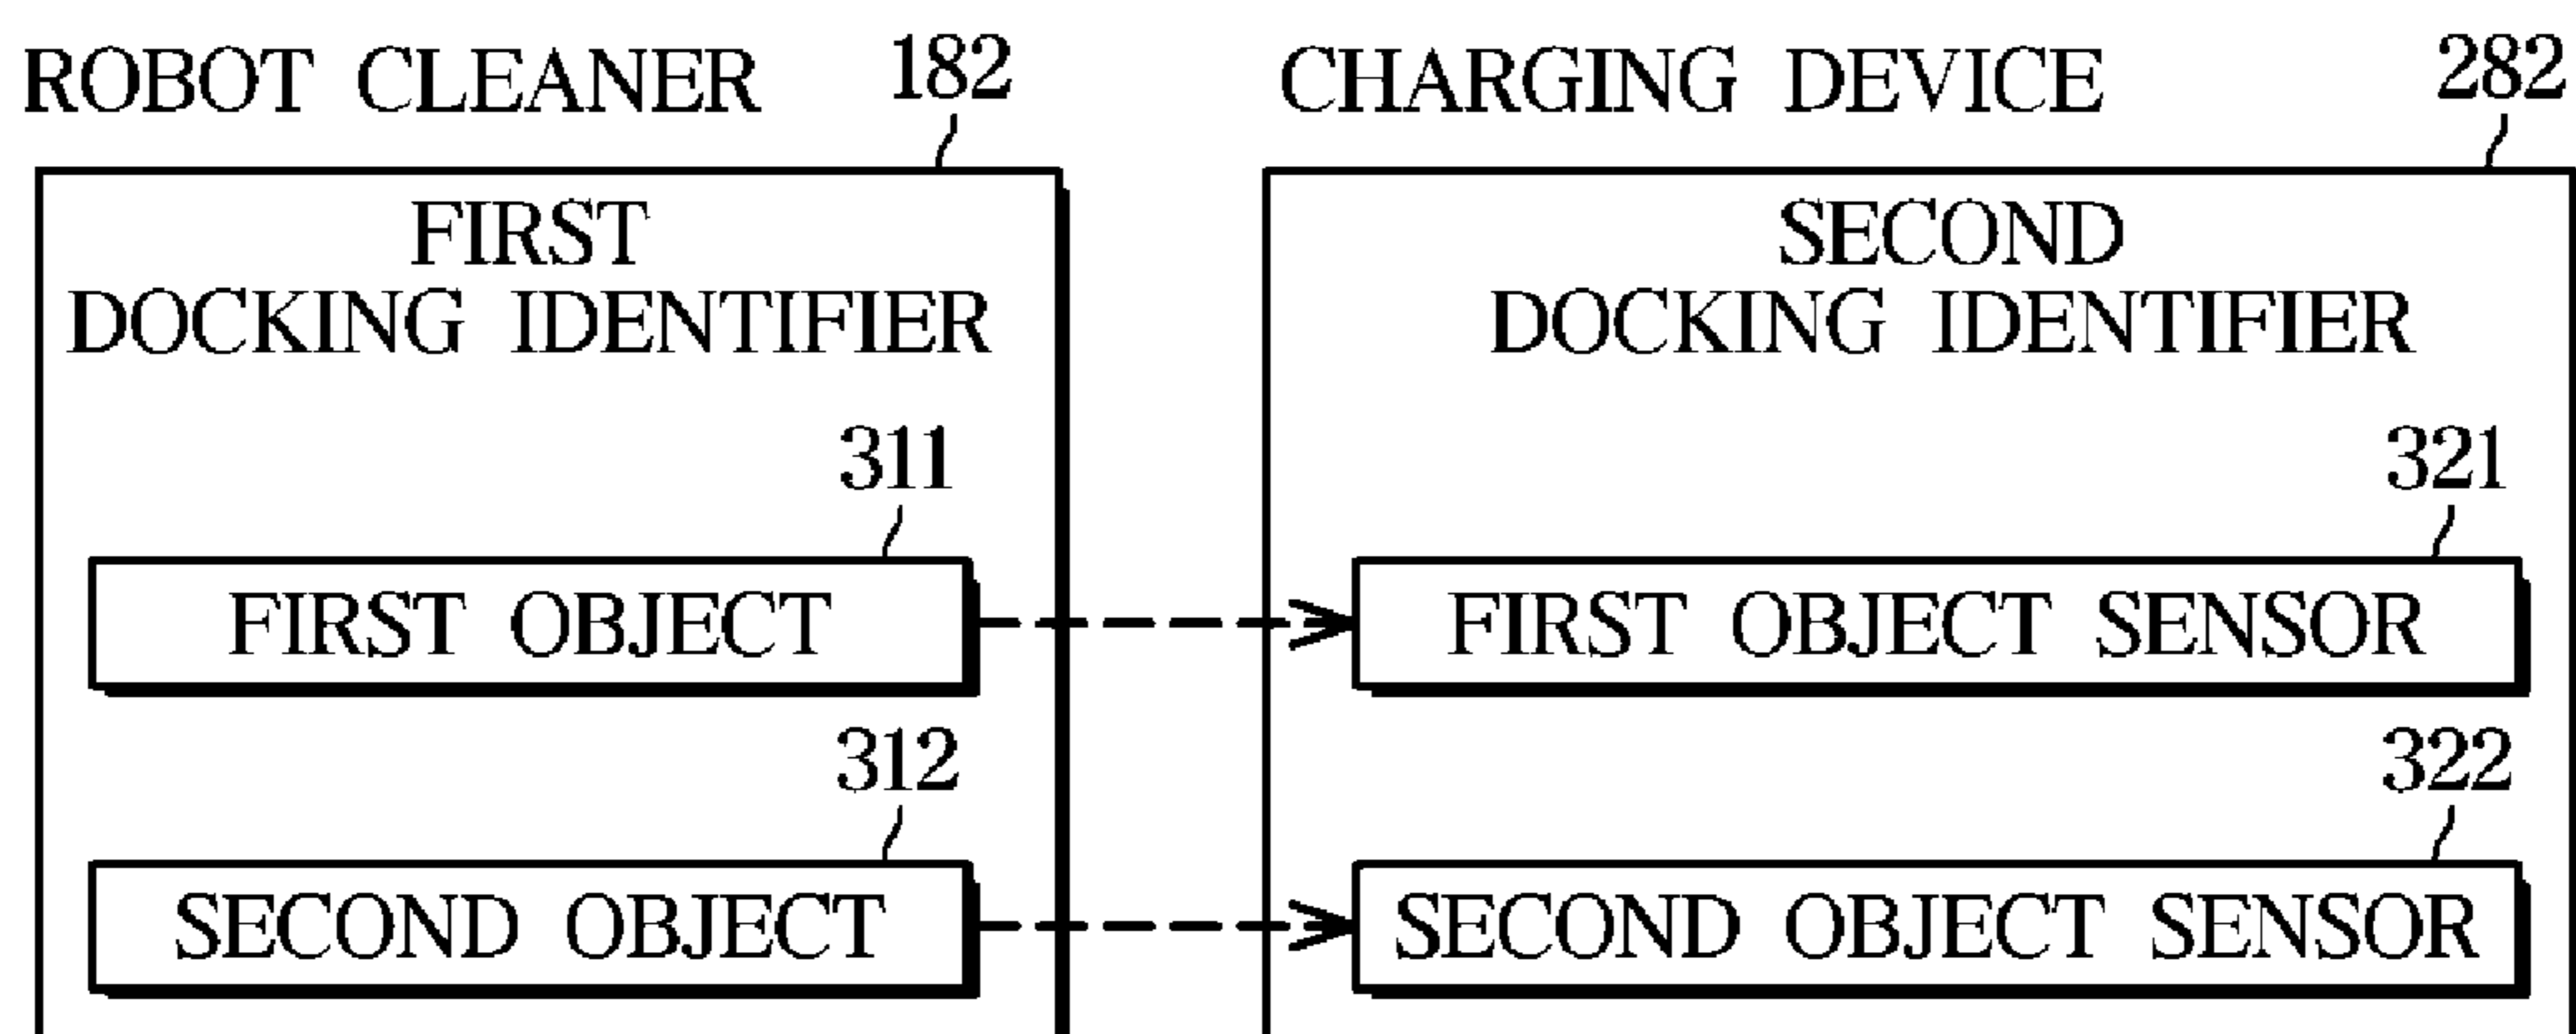 ROBOT CLEANER 182
FIRST
DOCKING IDENTIFIER
311
FIRST OBJECT
312
SECOND OBJECT
CHARGING DEVICE 282
SECOND
DOCKING IDENTIFIER
321
FIRST OBJECT SENSOR
322
SECOND OBJECT SENSOR